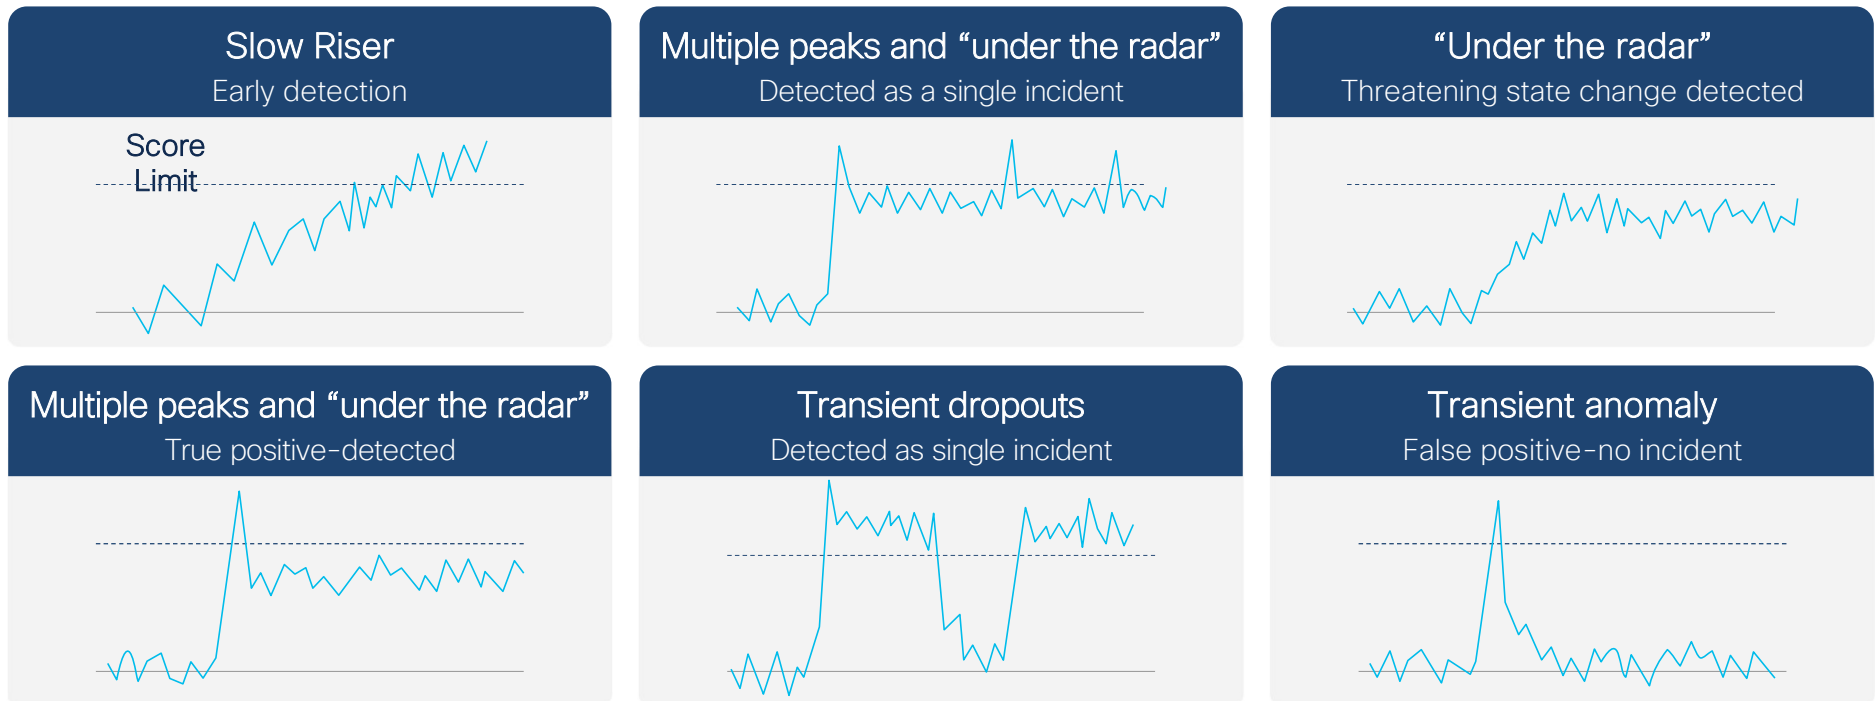 Slow Riser
Early detection
Score
Limit
Multiple peaks and “under the radar”
Detected as a single incident
“Under the radar”
Threatening state change detected
Multiple peaks and “under the radar”
True positive-detected
Transient dropouts
Detected as single incident
Transient anomaly
False positive-no incident